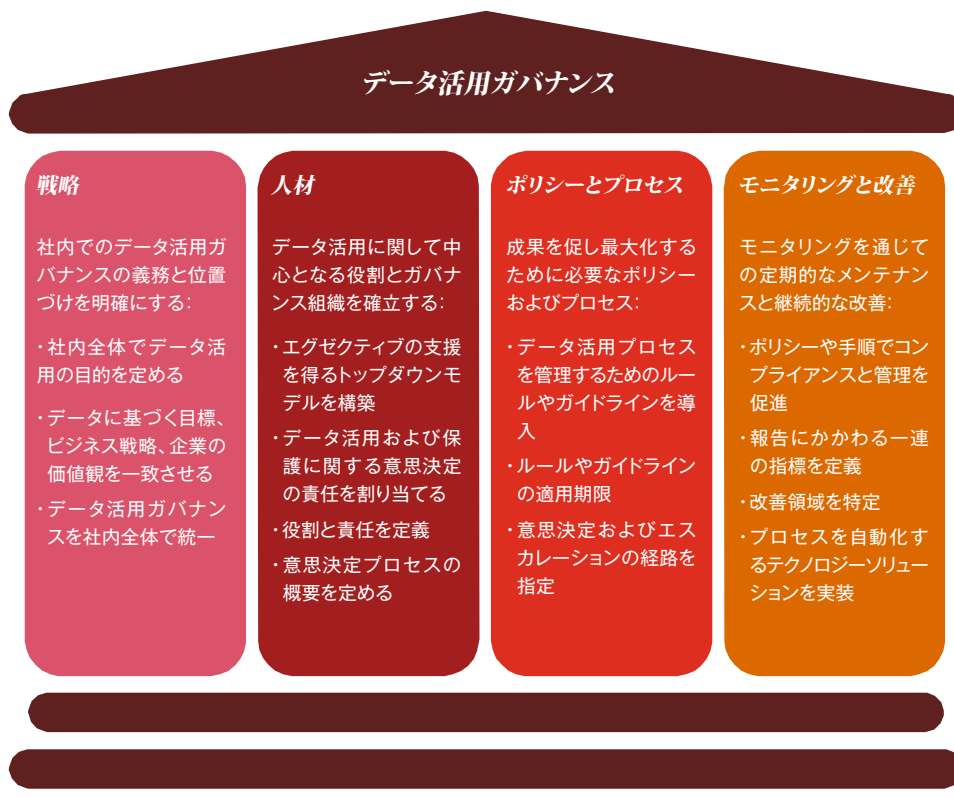 データ活用ガバナンス
戦略
社内でのデータ活用ガ
バナンスの義務と位置
づけを明確にする:
・社内全体でデータ活
用の目的を定める
・データに基づく目標、
ビジネス戦略、企業の
価値観を一致させる
・データ活用ガバナン
スを社内全体で統一
人材
データ活用に関して中
心となる役割とガバナ
ンス組織を確立する:
・エグゼクティブの支援
を得るトップダウンモ
デルを構築
・データ活用および保
護に関する意思決定
の責任を割り当てる
・役割と責任を定義
・意思決定プロセスの
概要を定める
ポリシーとプロセス
成果を促し最大化する
ために必要なポリシー
およびプロセス:
・データ活用プロセス
を管理するためのルー
ルやガイドラインを導
入
・ルールやガイドライン
の適用期限
・意思決定およびエス
カレーションの経路を
指定
モニタリングと改善
モニタリングを通じて
の定期的なメンテナン
スと継続的な改善:
・ポリシーや手順でコン
プライアンスと管理を
促進
・報告にかかわる一連
の指標を定義
・改善領域を特定
・プロセスを自動化す
るテクノロジーソリュー
ションを実装